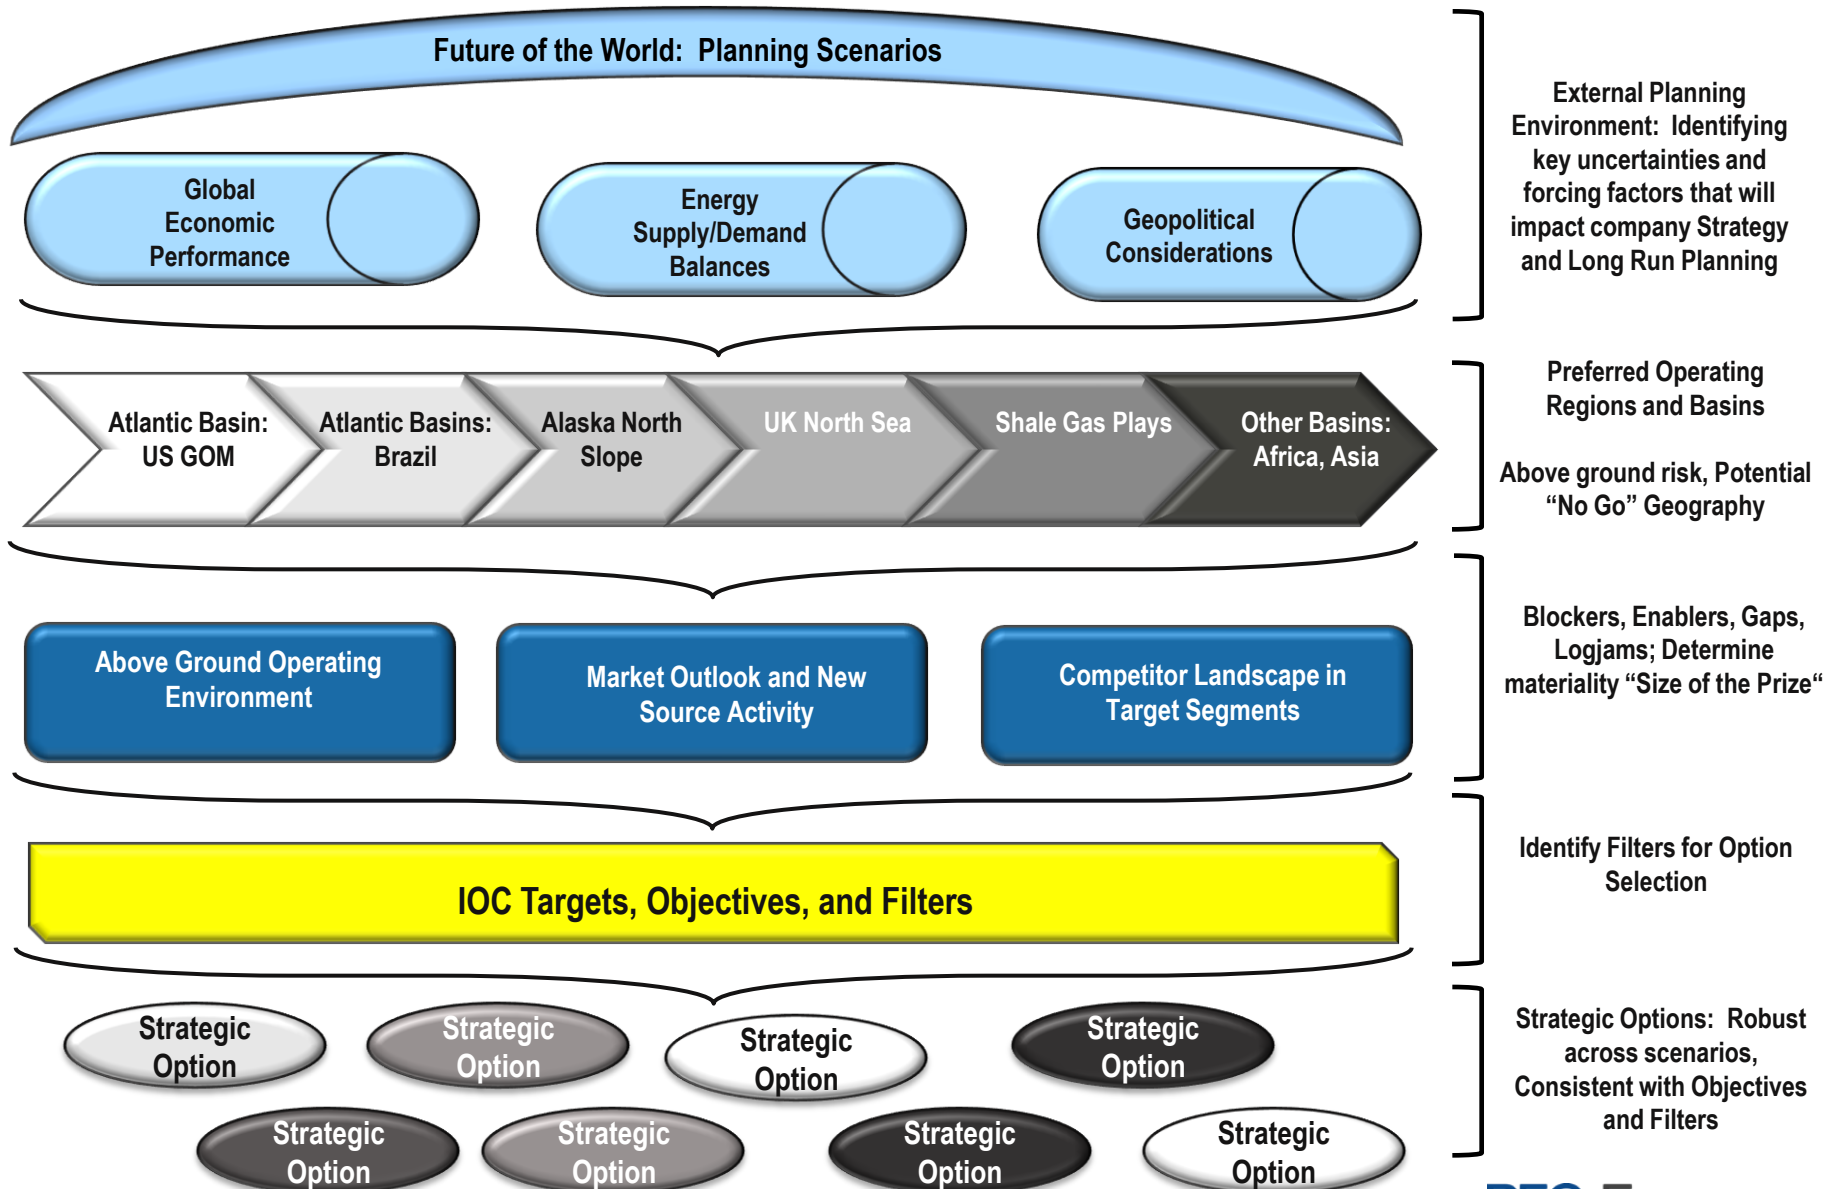 Future of the World:  Planning Scenarios
Global
Economic
Performance
Energy
Supply/Demand
Balances
Geopolitical
Considerations
External Planning
Environment:  Identifying
key uncertainties and
forcing factors that will
impact company Strategy
and Long Run Planning
Atlantic Basin:
US GOM
Atlantic Basins:
Brazil
Alaska North
Slope
UK North Sea
Shale Gas Plays
Other Basins:
Africa, Asia
Preferred Operating
Regions and Basins
Above ground risk, Potential
“No Go” Geography
Above Ground Operating
Environment
Market Outlook and New
Source Activity
Competitor Landscape in
Target Segments
Blockers, Enablers, Gaps,
Logjams; Determine
materiality “Size of the Prize“
IOC Targets, Objectives, and Filters
Identify Filters for Option
Selection
Strategic
Option
Strategic
Option
Strategic
Option
Strategic
Option
Strategic
Option
Strategic
Option
Strategic
Option
Strategic
Option
Strategic Options:  Robust
across scenarios,
Consistent with Objectives
and Filters